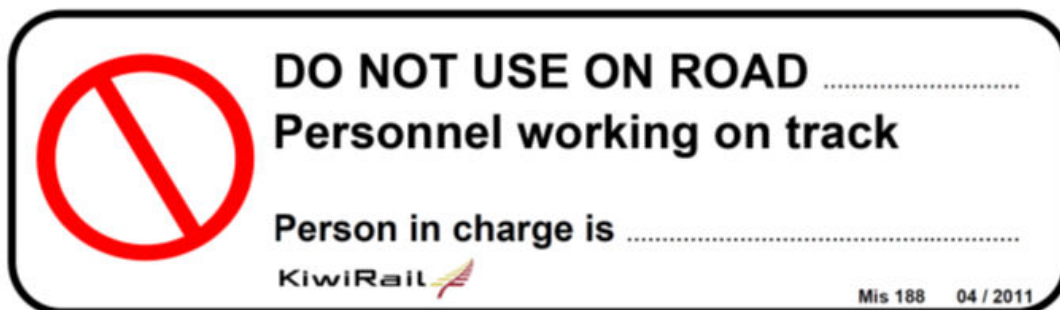 DO NOT USE ON ROAD ............................
Personnel working on track
Person in charge is ........................................................
KiwiRail
Mis 188 04 / 2011